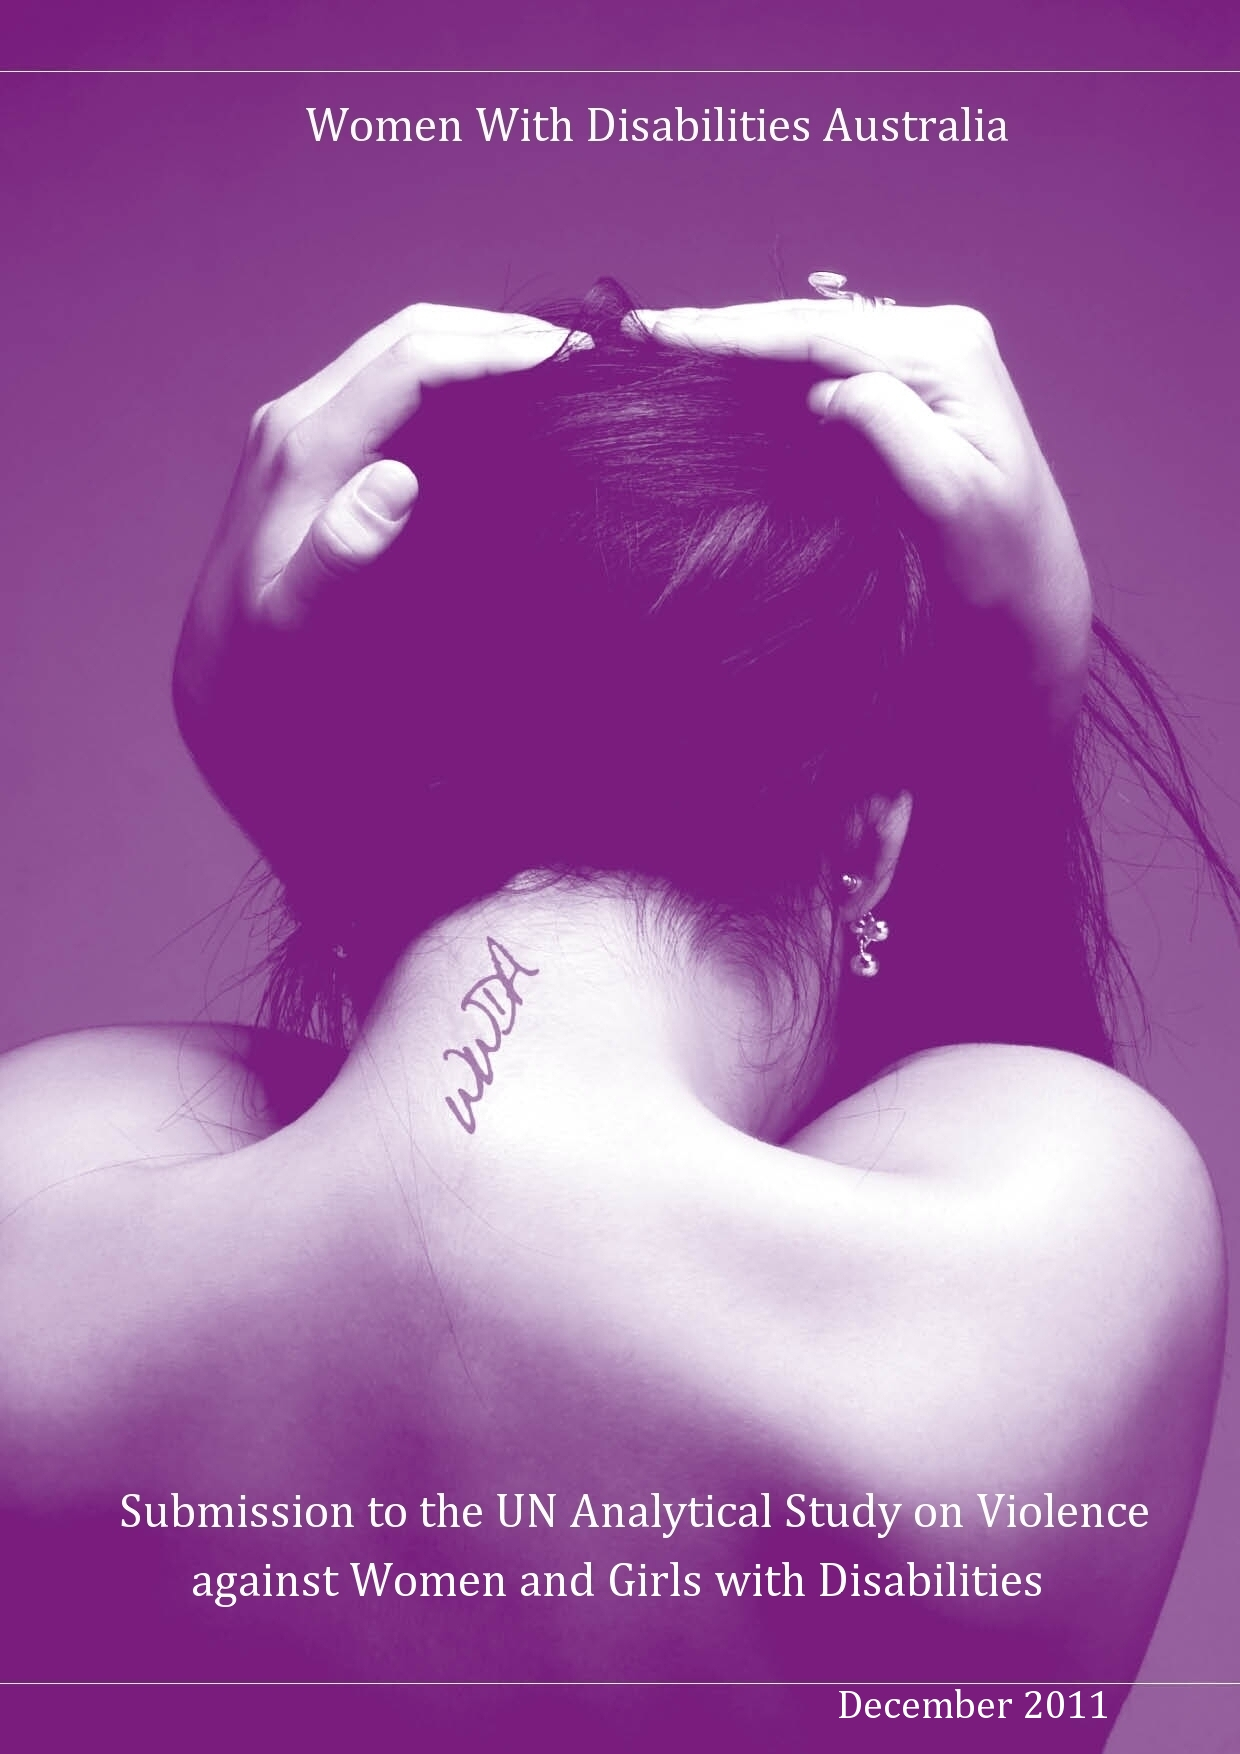 Women With Disabilities Australia
WWDA
Submission to the UN Analytical Study on Violence
against Women and Girls with Disabilities
December 2011